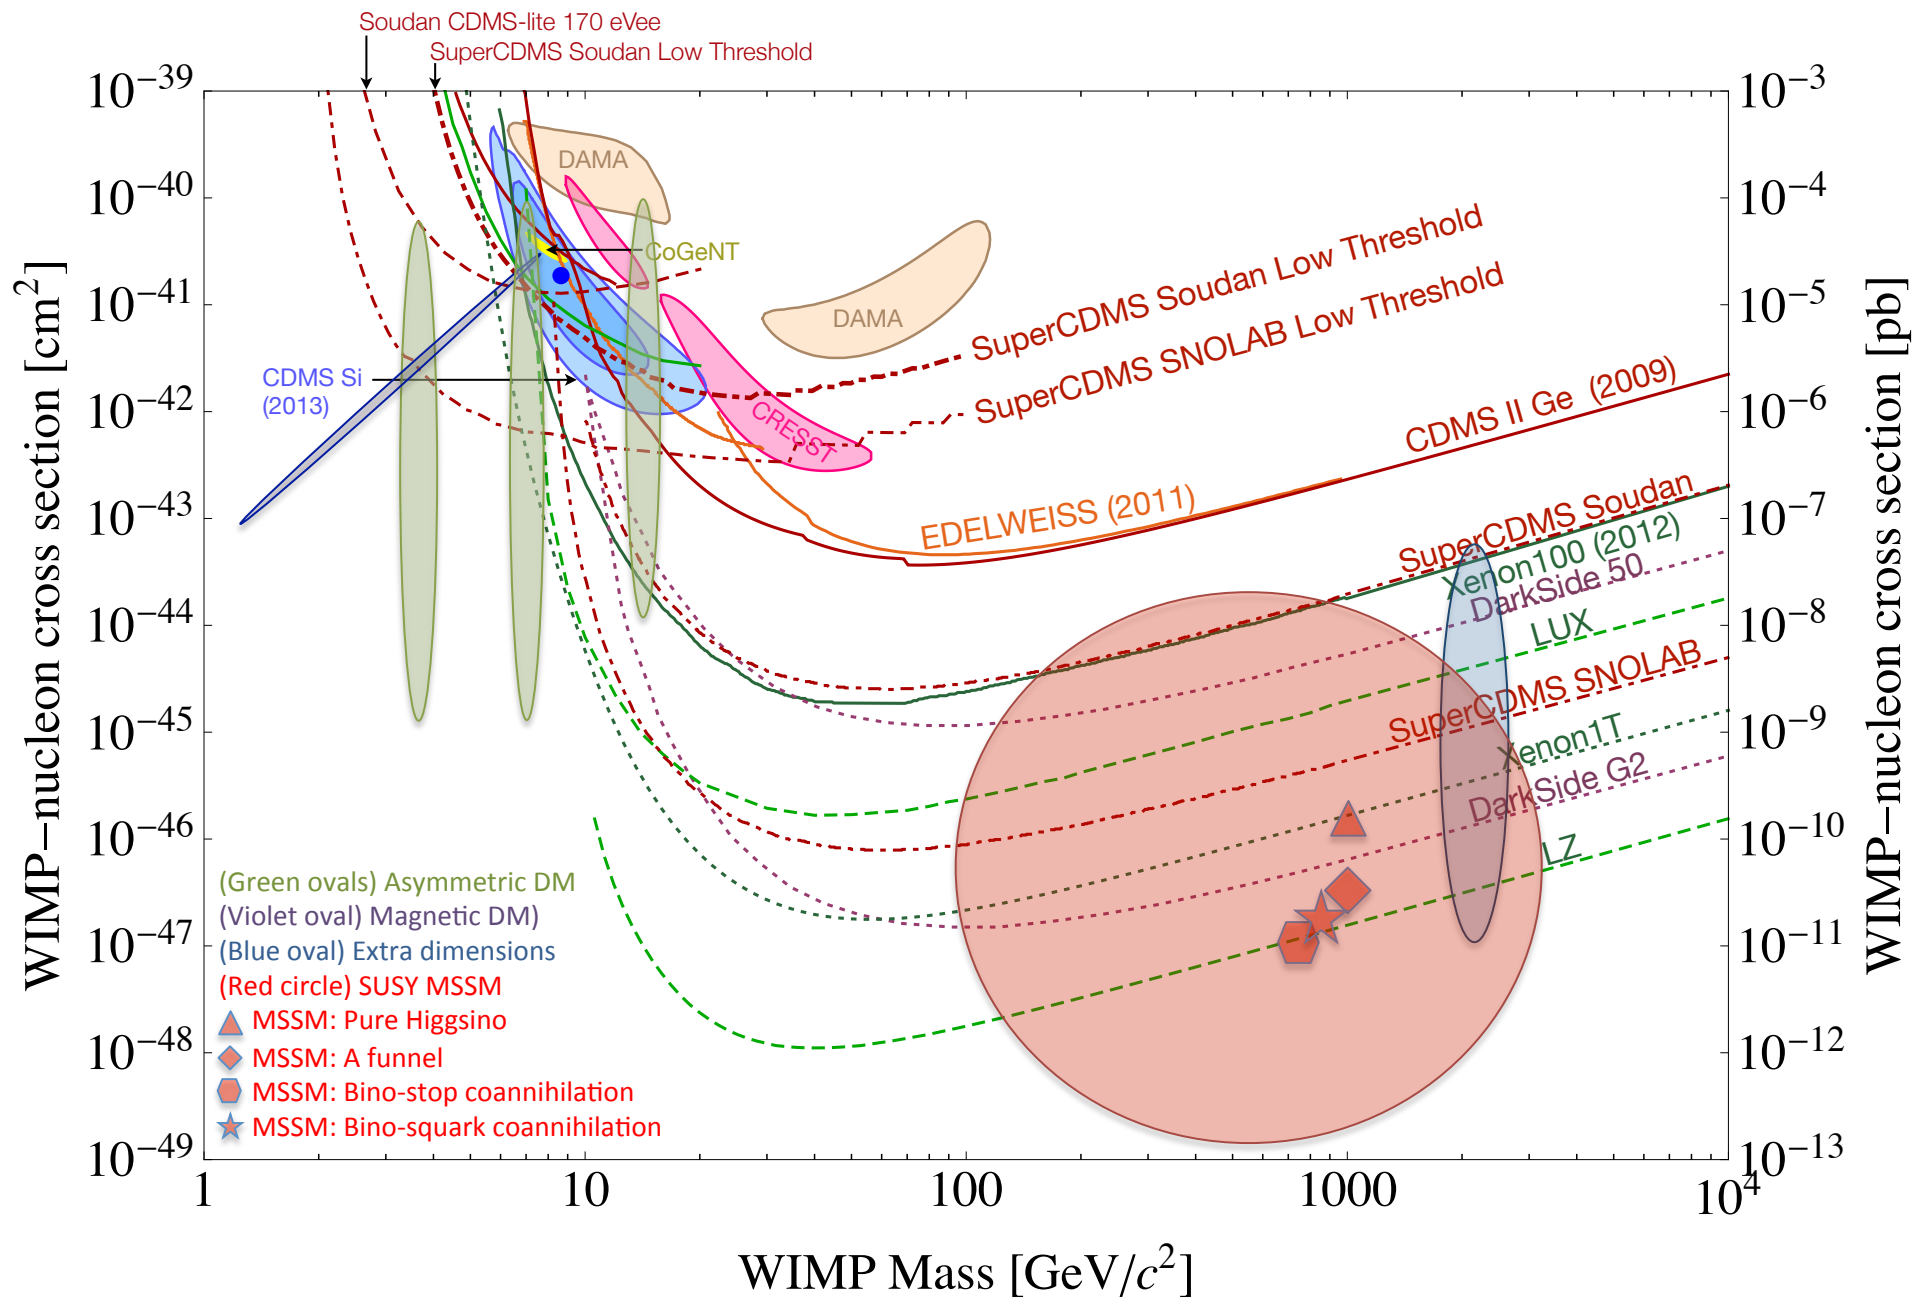 Soudan CDMS-lite 170 eVee
SuperCDMS Soudan Low Threshold
10−39
10−40
10−41
10−42
10−43
10−44
10−45
10−46
10−47
10−48
10−49
WIMP−nucleon cross section [cm2]
10−3
10−4
10−5
10−6
10−7
10−8
10−9
10−10
10−11
10−12
10−13
WIMP−nucleon cross section [pb]
DAMA
CoGeNT
DAMA
CDMS Si
(2013)
CRESST
SuperCDMS Soudan Low Threshold
SuperCDMS SNOLAB Low Threshold
CDMS II Ge (2009)
EDELWEISS (2011)
SuperCDMS Soudan
Xenon100 (2012)
DarkSide 50
LUX
SuperCDMS SNOLAB
Xenon1T
DarkSide G2
LZ
(Green ovals) Asymmetric DM
(Violet oval) Magnetic DM)
(Blue oval) Extra dimensions
(Red circle) SUSY MSSM
MSSM: Pure Higgsino
MSSM: A funnel
MSSM: Bino-stop coannihilation
MSSM: Bino-squark coannihilation
1
10
100
1000
104
WIMP Mass [GeV/c2]